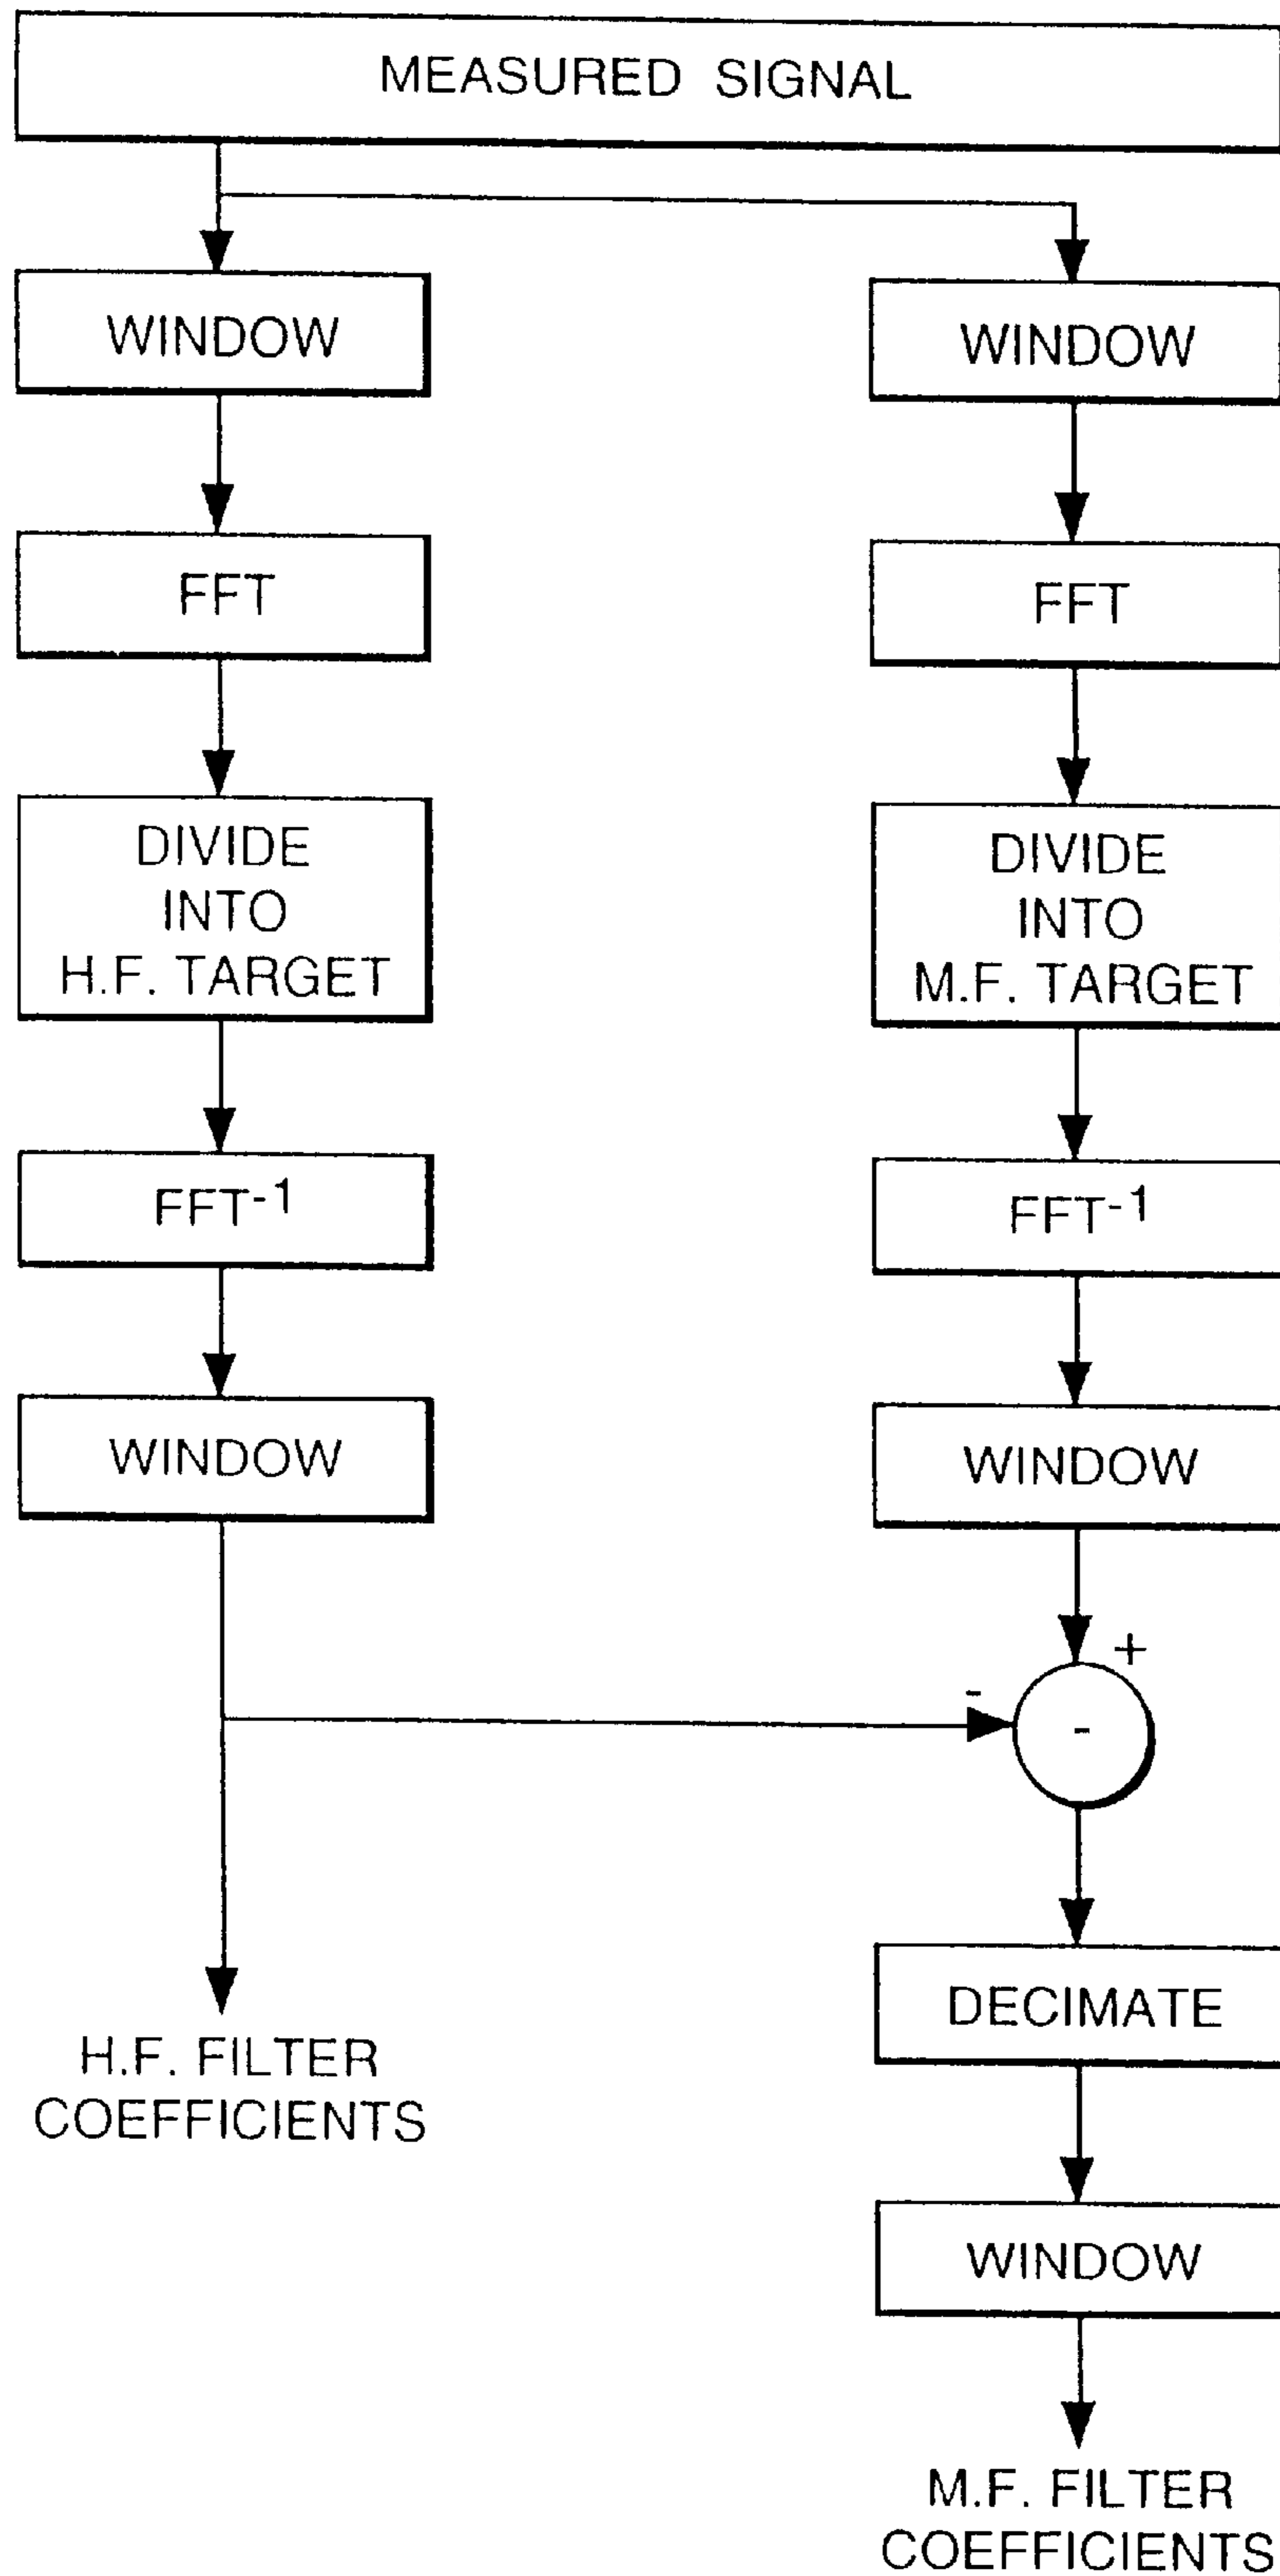 MEASURED SIGNAL
WINDOW
WINDOW
FFT
FFT
DIVIDE
INTO
H.F. TARGET
DIVIDE
INTO
M.F. TARGET
FFT-1
FFT-1
WINDOW
WINDOW
+
-
-
DECIMATE
H.F. FILTER
COEFFICIENTS
WINDOW
M.F. FILTER
COEFFICIENTS